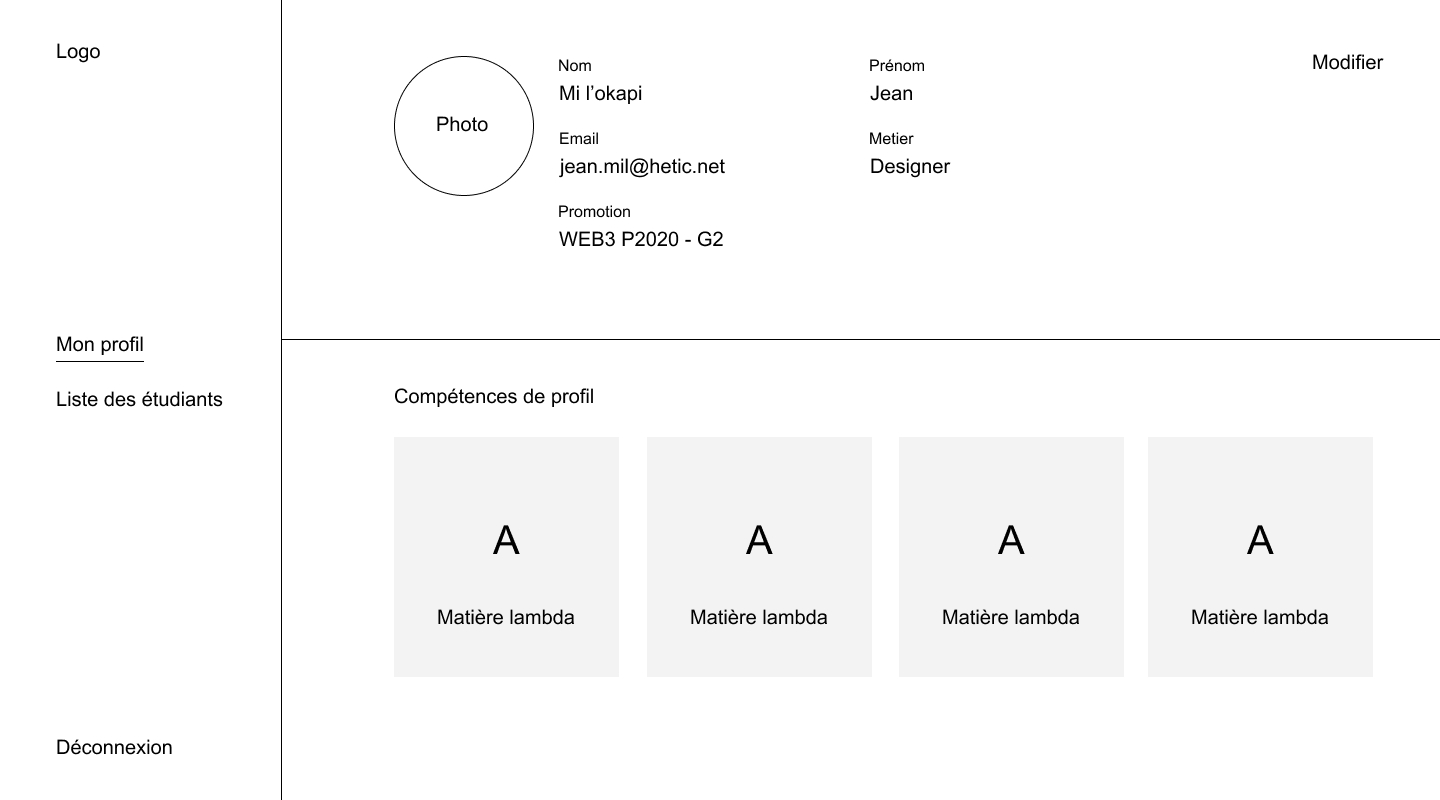 Logo
Mon profil
Liste des étudiants
Déconnexion
Photo
Nom
Mi l’okapi
Prénom
Jean
Email
jean.mil@hetic.net
Metier
Designer
Promotion
WEB3 P2020 - G2
Modifier
Compétences de profil
A
Matière lambda
A
Matière lambda
A
Matière lambda
A
Matière lambda